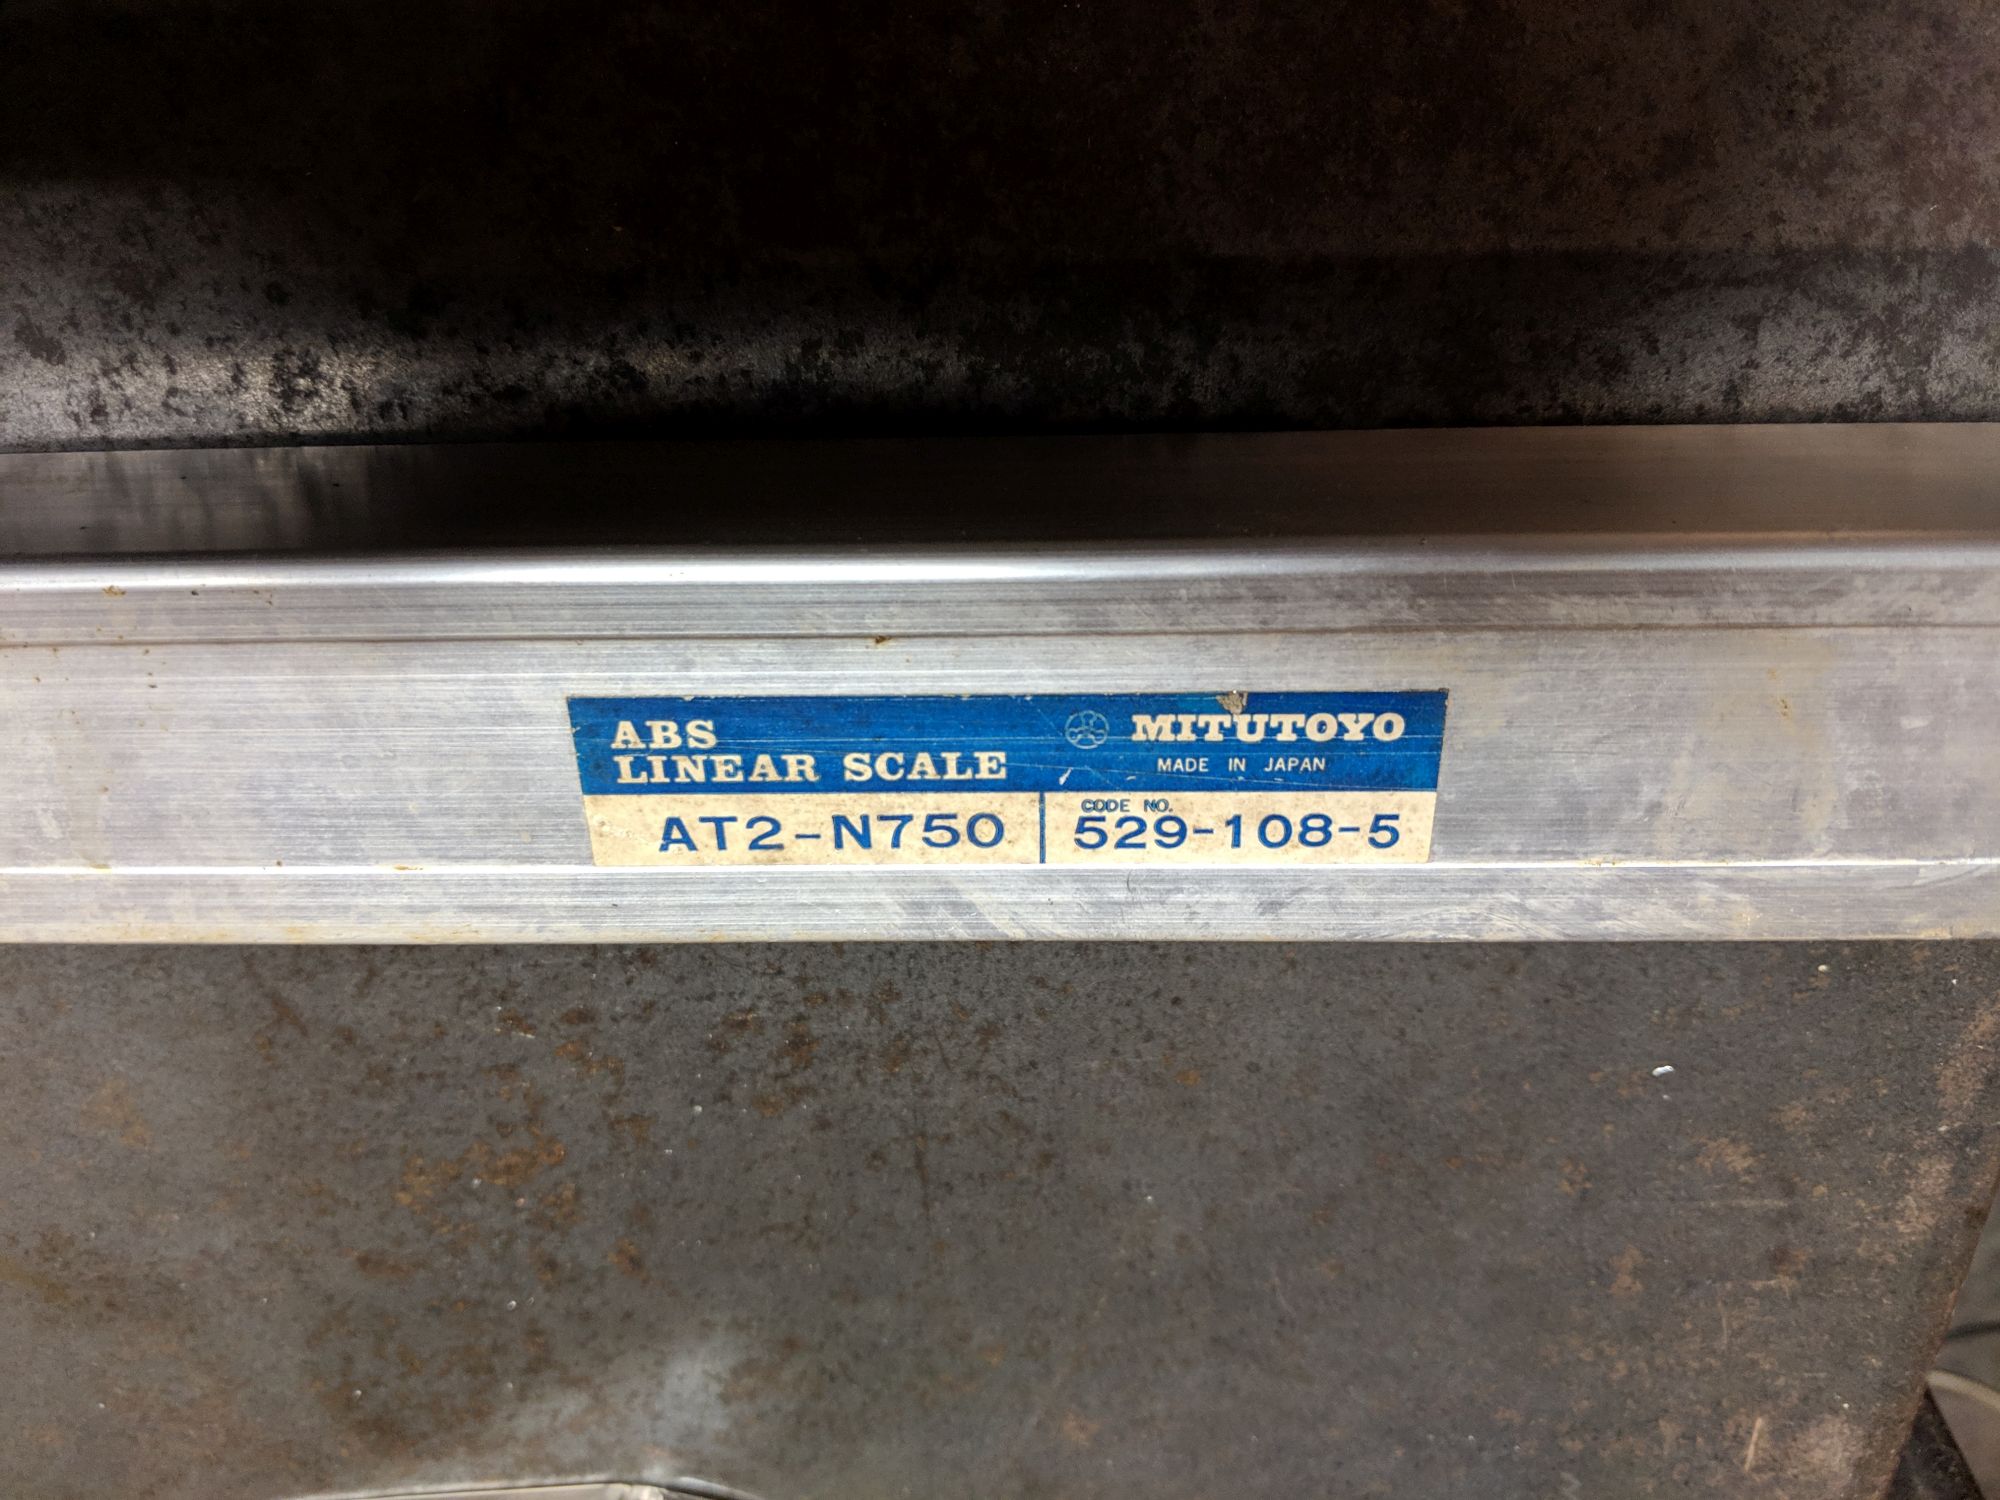 ABS
LINEAR SCALE
MITUTOYO
MADE IN JAPAN
AT2-N750
CODE NO.
529-108-5